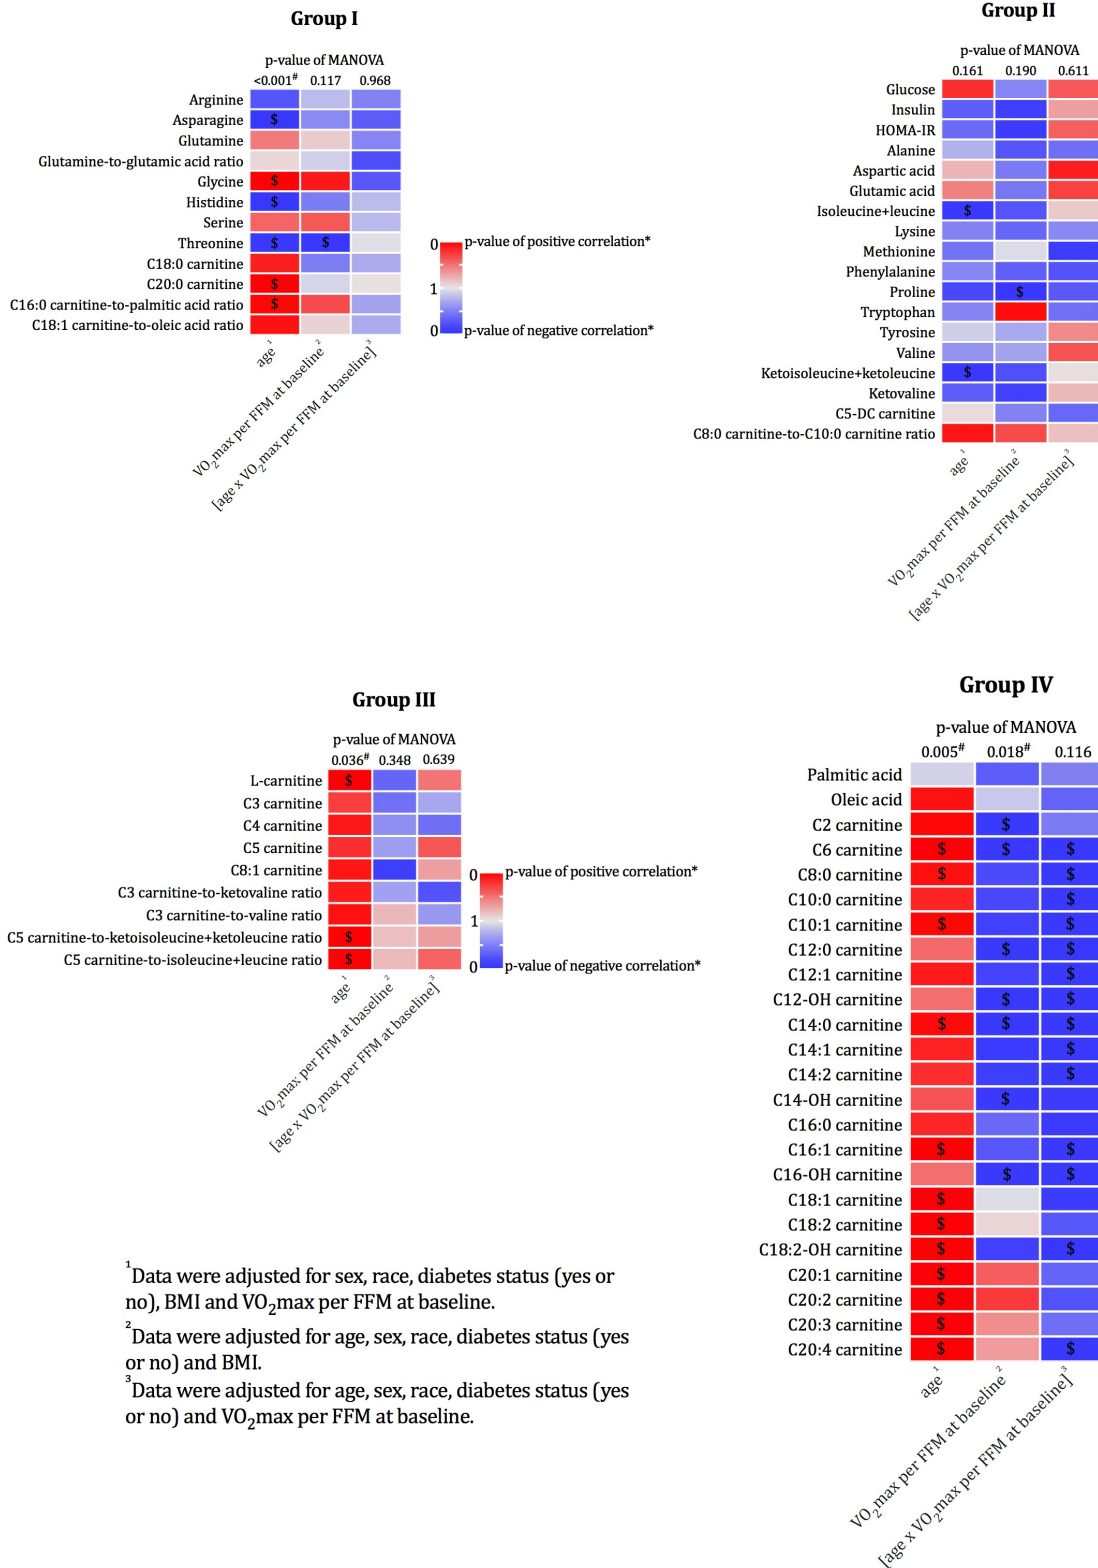 Group I
p-value of MANOVA
<0.001# 0.117 0.968
Arginine
Asparagine $
Glutamine
Glutamine-to-glutamic acid ratio
Glycine $
Histidine $
Serine
Threonine $ $
C18:0 carnitine
C20:0 carnitine $
C16:0 carnitine-to-palmitic acid ratio $
C18:1 carnitine-to-oleic acid ratio
age¹
VO₂max per FFM at baseline²
[age x VO₂max per FFM at baseline]³
0 p-value of positive correlation*
1
0 p-value of negative correlation*
Group II
p-value of MANOVA
0.161 0.190 0.611
Glucose
Insulin
HOMA-IR
Alanine
Aspartic acid
Glutamic acid
Isoleucine+leucine $
Lysine
Methionine
Phenylalanine
Proline $
Tryptophan
Tyrosine
Valine
Ketoisoleucine+ketoleucine $
Ketovaline
C5-DC carnitine
C8:0 carnitine-to-C10:0 carnitine ratio
age¹
VO₂max per FFM at baseline²
[age x VO₂max per FFM at baseline]³
Group III
p-value of MANOVA
0.036# 0.348 0.639
L-carnitine $
C3 carnitine
C4 carnitine
C5 carnitine
C8:1 carnitine
C3 carnitine-to-ketovaline ratio
C3 carnitine-to-valine ratio
C5 carnitine-to-ketoisoleucine+ketoleucine ratio $
C5 carnitine-to-isoleucine+leucine ratio $
age¹
VO₂max per FFM at baseline²
[age x VO₂max per FFM at baseline]³
0 p-value of positive correlation*
1
0 p-value of negative correlation*
Group IV
p-value of MANOVA
0.005# 0.018# 0.116
Palmitic acid
Oleic acid
C2 carnitine $
C6 carnitine $ $ $
C8:0 carnitine $ $
C10:0 carnitine $
C10:1 carnitine $ $
C12:0 carnitine $ $
C12:1 carnitine $
C12-OH carnitine $ $
C14:0 carnitine $ $ $
C14:1 carnitine $
C14:2 carnitine $
C14-OH carnitine $
C16:0 carnitine
C16:1 carnitine $ $
C16-OH carnitine $ $
C18:1 carnitine $
C18:2 carnitine $
C18:2-OH carnitine $ $
C20:1 carnitine $
C20:2 carnitine $
C20:3 carnitine $
C20:4 carnitine $ $
age¹
VO₂max per FFM at baseline²
[age x VO₂max per FFM at baseline]³
¹Data were adjusted for sex, race, diabetes status (yes or
no), BMI and VO₂max per FFM at baseline.
²Data were adjusted for age, sex, race, diabetes status (yes
or no) and BMI.
³Data were adjusted for age, sex, race, diabetes status (yes
or no) and VO₂max per FFM at baseline.